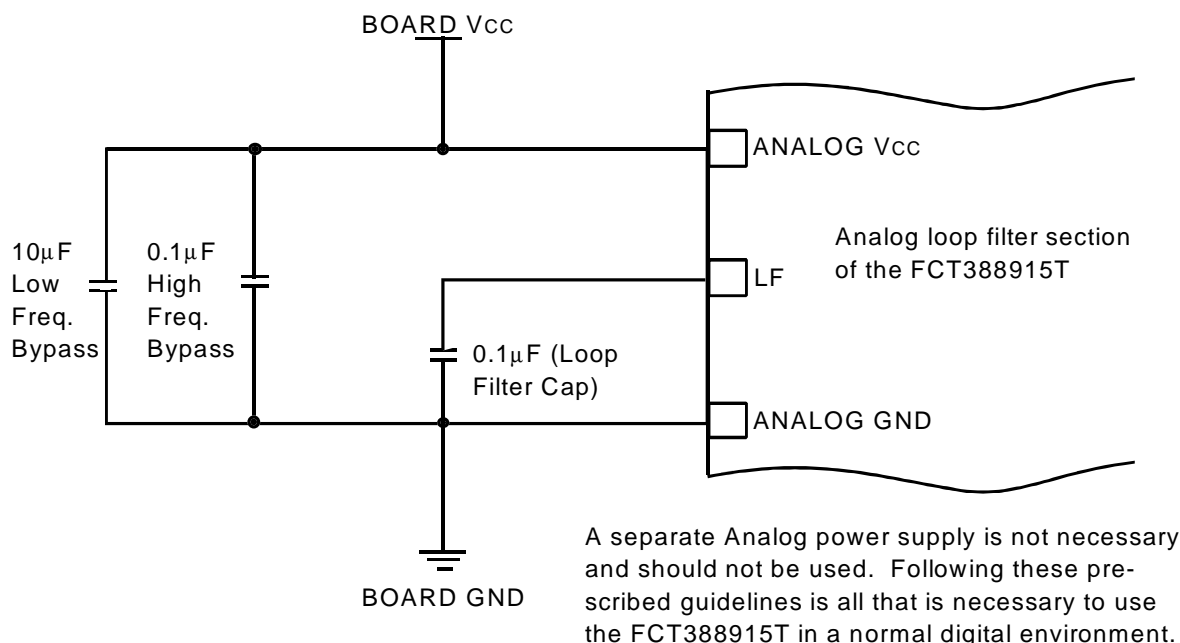 BOARD VCC
ANALOG VCC
10μF
Low
Freq.
Bypass
0.1μF
High
Freq.
Bypass
Analog loop filter section
of the FCT388915T
LF
0.1μF (Loop
Filter Cap)
ANALOG GND
BOARD GND
A separate Analog power supply is not necessary
and should not be used.  Following these pre-
scribed guidelines is all that is necessary to use
the FCT388915T in a normal digital environment.